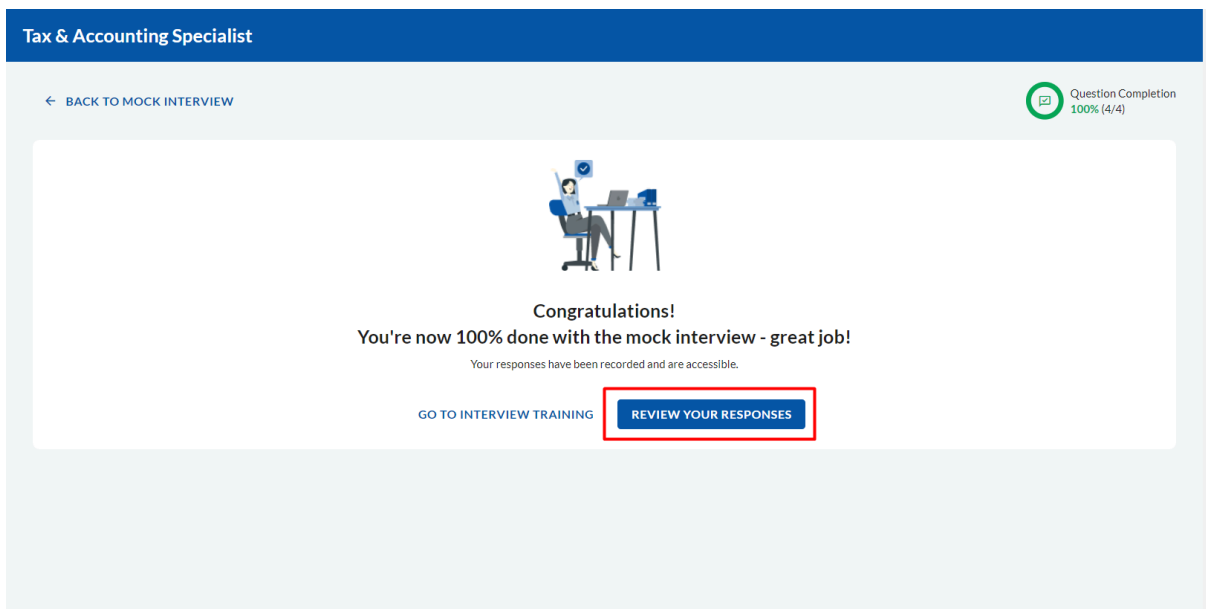 Tax & Accounting Specialist
← BACK TO MOCK INTERVIEW
Question Completion
100% (4/4)
Congratulations!
You're now 100% done with the mock interview - great job!
Your responses have been recorded and are accessible.
GO TO INTERVIEW TRAINING
REVIEW YOUR RESPONSES